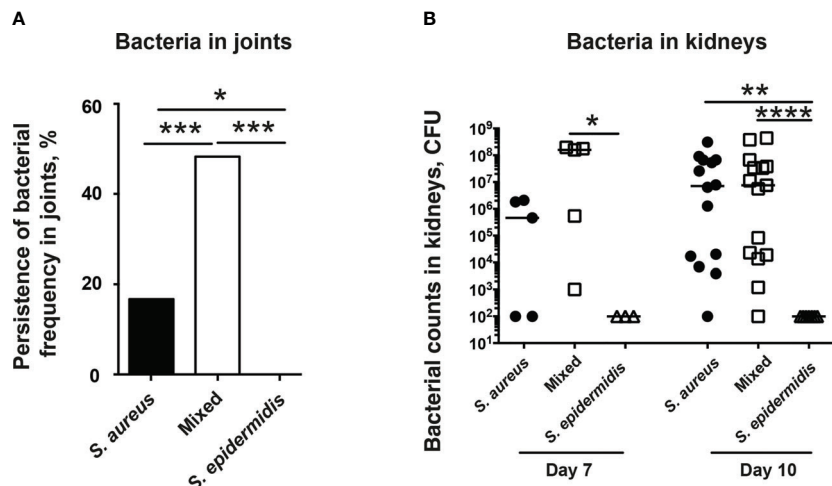 A
Bacteria in joints
Persistence of bacterial
frequency in joints, %
60
40
20
0
*
***
***
S. aureus
Mixed
S. epidermidis
B
Bacteria in kidneys
Bacterial counts in kidneys, CFU
10⁹
10⁸
10⁷
10⁶
10⁵
10⁴
10³
10²
10¹
*
**
****
S. aureus
Mixed
S. epidermidis
S. aureus
Mixed
S. epidermidis
Day 7
Day 10